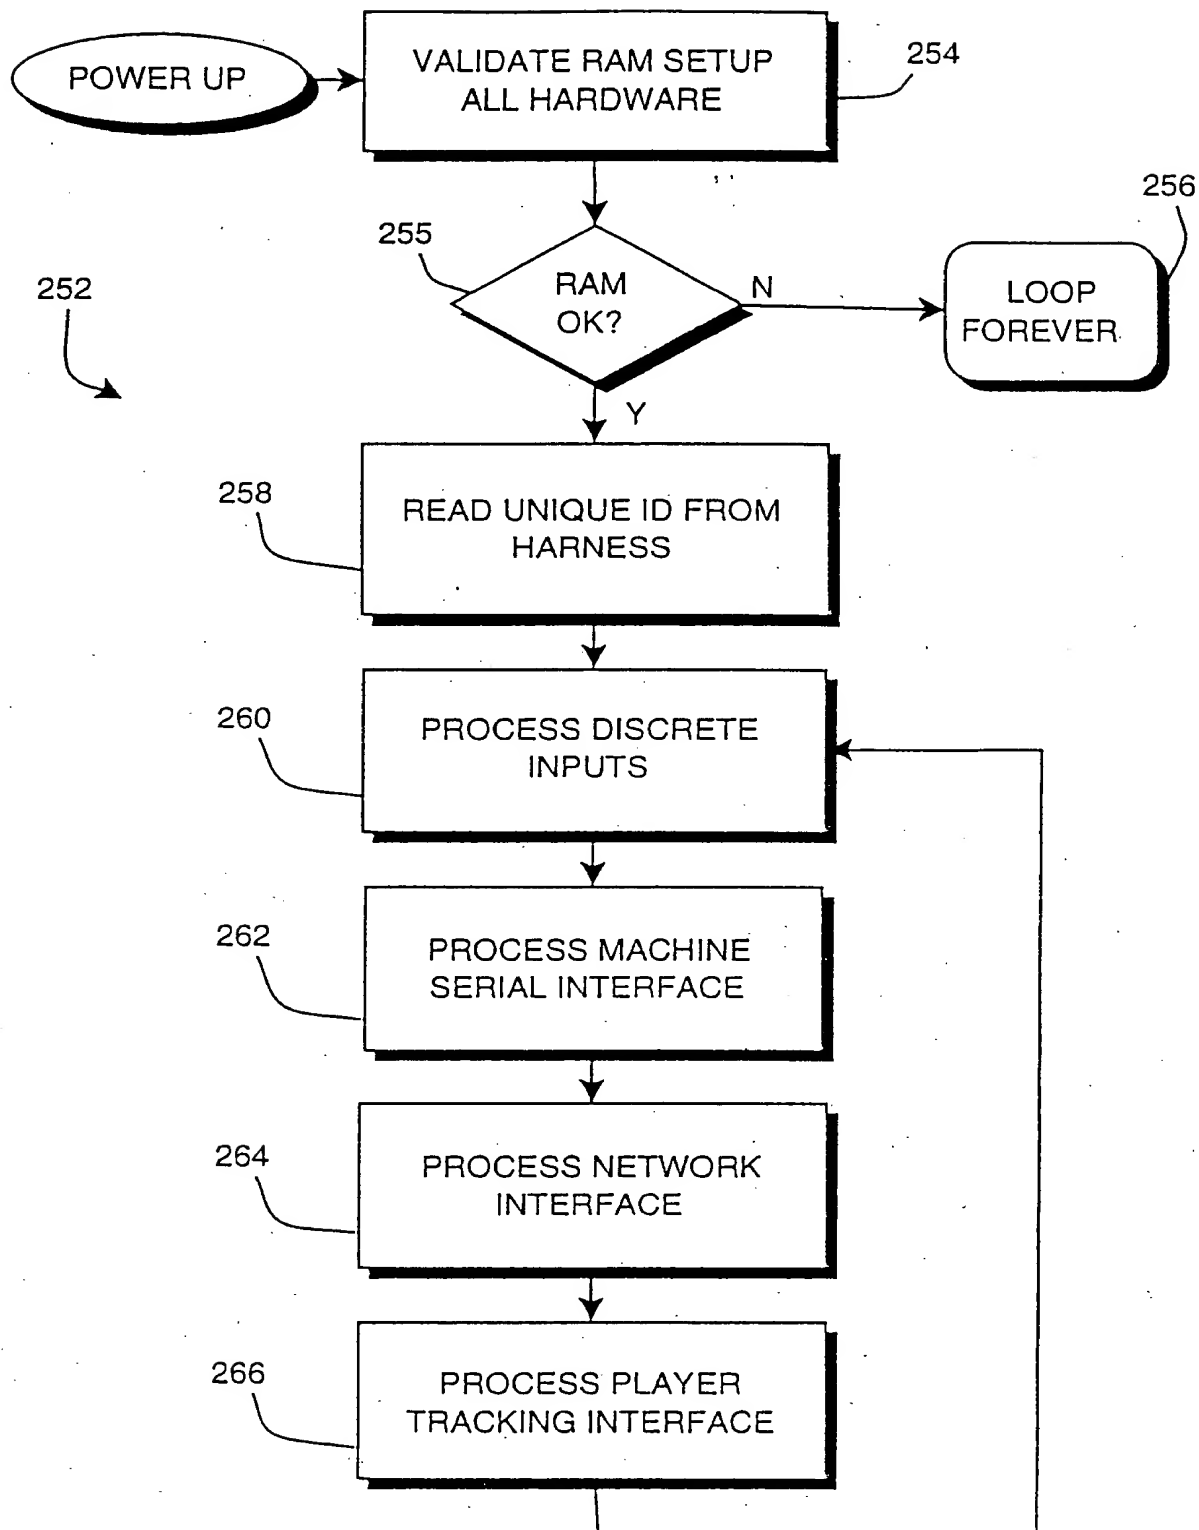 POWER UP
VALIDATE RAM SETUP
ALL HARDWARE
254
256
255
RAM
OK?
N
LOOP
FOREVER
252
Y
258
READ UNIQUE ID FROM
HARNESS
260
PROCESS DISCRETE
INPUTS
262
PROCESS MACHINE
SERIAL INTERFACE
264
PROCESS NETWORK
INTERFACE
266
PROCESS PLAYER
TRACKING INTERFACE